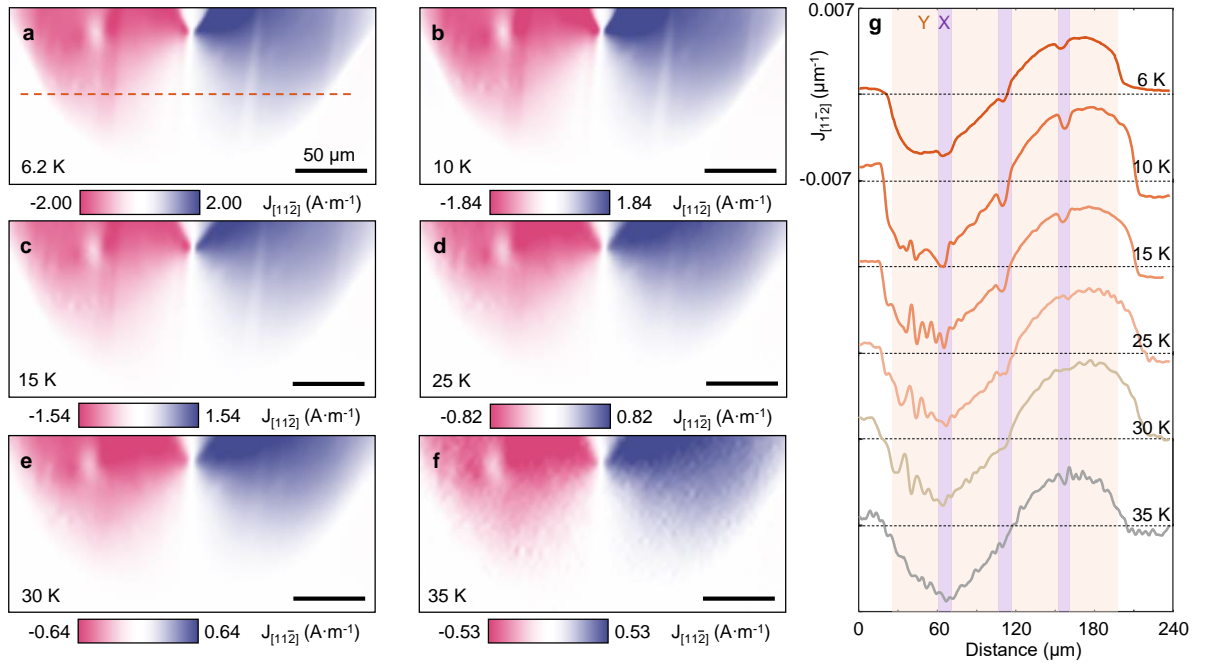 a
6.2 K
50 µm
-2.00 2.00 J[112̅] (A·m⁻¹)
b
10 K
-1.84 1.84 J[112̅] (A·m⁻¹)
c
15 K
-1.54 1.54 J[112̅] (A·m⁻¹)
d
25 K
-0.82 0.82 J[112̅] (A·m⁻¹)
e
30 K
-0.64 0.64 J[112̅] (A·m⁻¹)
f
35 K
-0.53 0.53 J[112̅] (A·m⁻¹)
g
Y X
0.007
-0.007
J[11̅2] (µm⁻¹)
6 K
10 K
15 K
25 K
30 K
35 K
0 60 120 180 240
Distance (µm)